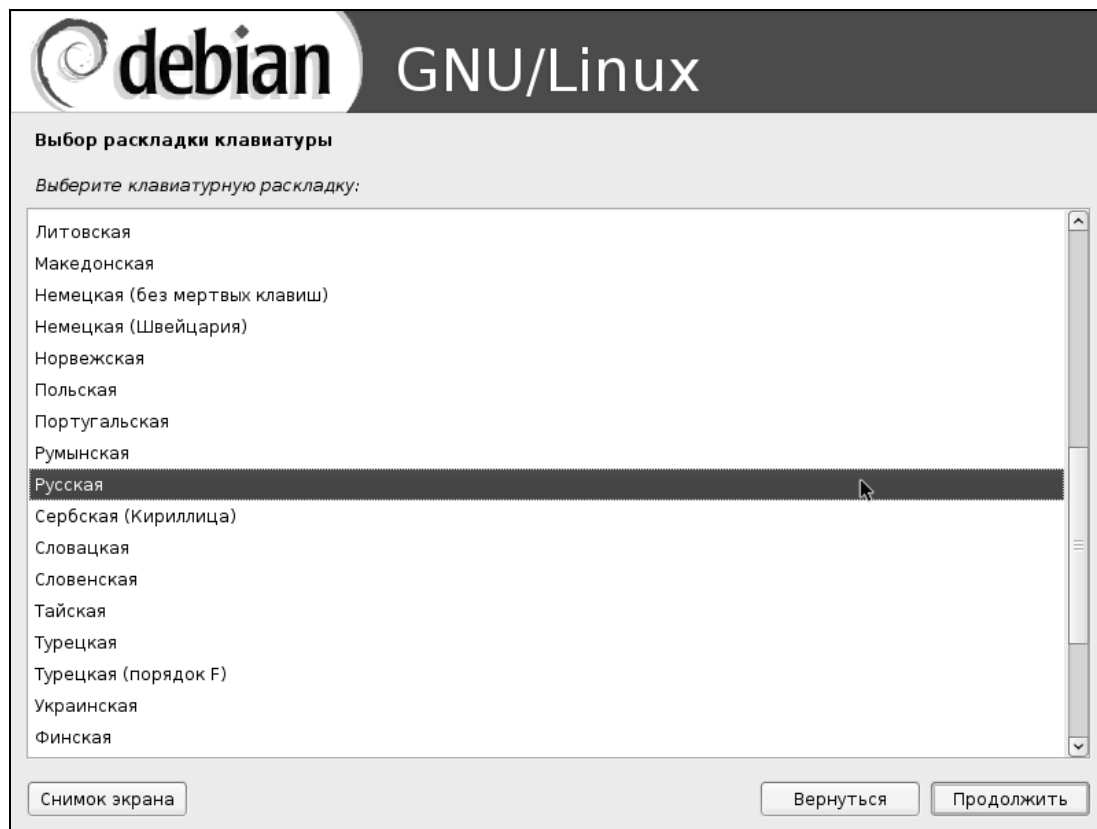 debian GNU/Linux
Выбор раскладки клавиатуры
Выберите клавиатурную раскладку:
Литовская
Македонская
Немецкая (без мертвых клавиш)
Немецкая (Швейцария)
Норвежская
Польская
Португальская
Румынская
Русская
Сербская (Кириллица)
Словацкая
Словенская
Тайская
Турецкая
Турецкая (порядок F)
Украинская
Финская
Снимок экрана Вернуться Продолжить